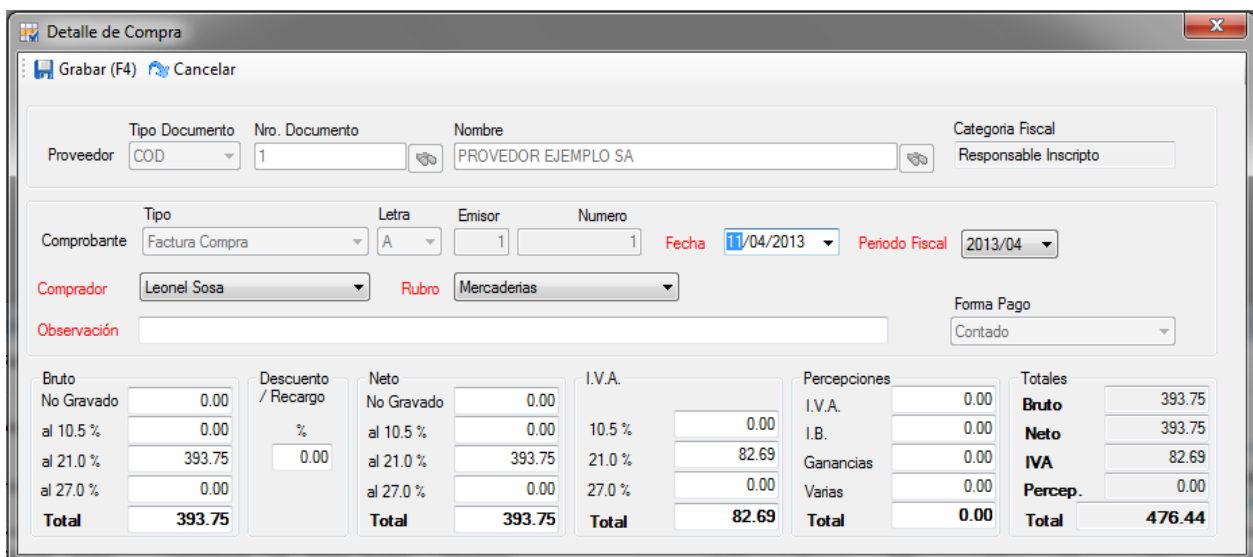 Detalle de Compra
x
Grabar (F4) Cancelar
Tipo Documento Nro. Documento Nombre Categoria Fiscal
Proveedor COD 1 PROVEDOR EJEMPLO SA Responsable Inscripto
Tipo Letra Emisor Numero
Comprobante Factura Compra A 1 1 Fecha 11/04/2013 Periodo Fiscal 2013/04
Comprador Leonel Sosa Rubro Mercaderias
Forma Pago
Observación Contado
Bruto Descuento Neto I.V.A. Percepciones Totales
No Gravado 0.00 / Recargo No Gravado 0.00 I.V.A. 0.00 Bruto 393.75
al 10.5 % 0.00 % al 10.5 % 0.00 10.5 % 0.00 I.B. 0.00 Neto 393.75
al 21.0 % 393.75 0.00 al 21.0 % 393.75 21.0 % 82.69 Ganancias 0.00 IVA 82.69
al 27.0 % 0.00 al 27.0 % 0.00 27.0 % 0.00 Varias 0.00 Percep. 0.00
Total 393.75 Total 393.75 Total 82.69 Total 0.00 Total 476.44